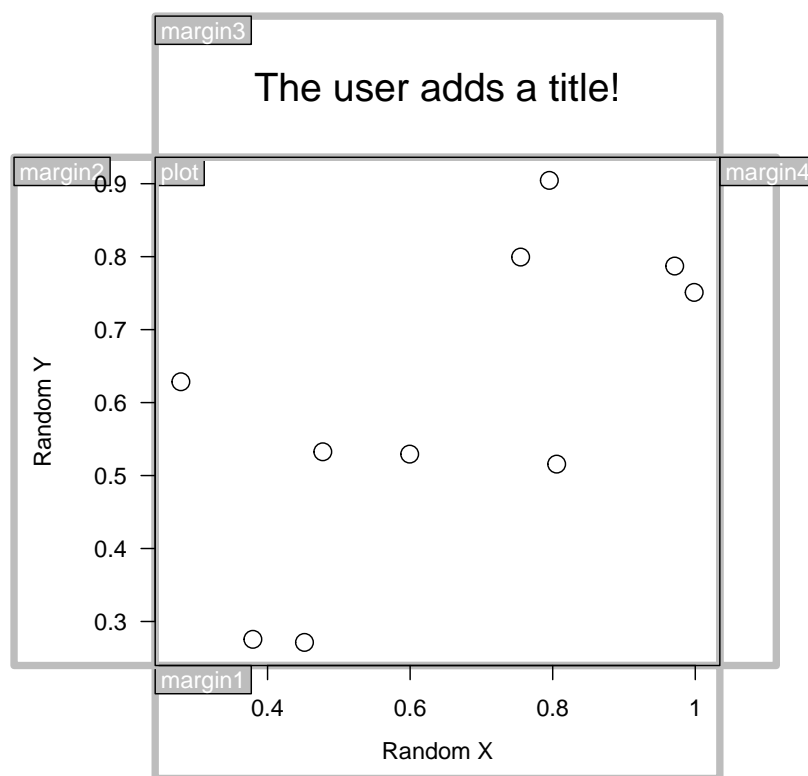 margin3
The user adds a title!
margin2
plot
margin4
0.9
0.8
0.7
0.6
0.5
0.4
0.3
Random Y
margin1
0.4 0.6 0.8 1
Random X